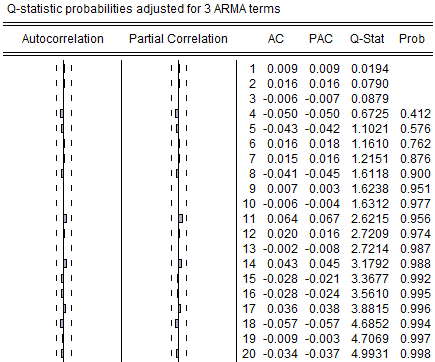 Q-statistic probabilities adjusted for 3 ARMA terms
Autocorrelation Partial Correlation AC PAC Q-Stat Prob
1 0.009 0.009 0.0194
2 0.016 0.016 0.0790
3 -0.006 -0.007 0.0879
4 -0.050 -0.050 0.6725 0.412
5 -0.043 -0.042 1.1021 0.576
6 0.016 0.018 1.1610 0.762
7 0.015 0.016 1.2151 0.876
8 -0.041 -0.045 1.6118 0.900
9 0.007 0.003 1.6238 0.951
10 -0.006 -0.004 1.6312 0.977
11 0.064 0.067 2.6215 0.956
12 0.020 0.016 2.7209 0.974
13 -0.002 -0.008 2.7214 0.987
14 0.043 0.045 3.1792 0.988
15 -0.028 -0.021 3.3677 0.992
16 -0.028 -0.024 3.5610 0.995
17 0.036 0.038 3.8815 0.996
18 -0.057 -0.057 4.6852 0.994
19 -0.009 -0.003 4.7069 0.997
20 -0.034 -0.037 4.9931 0.998